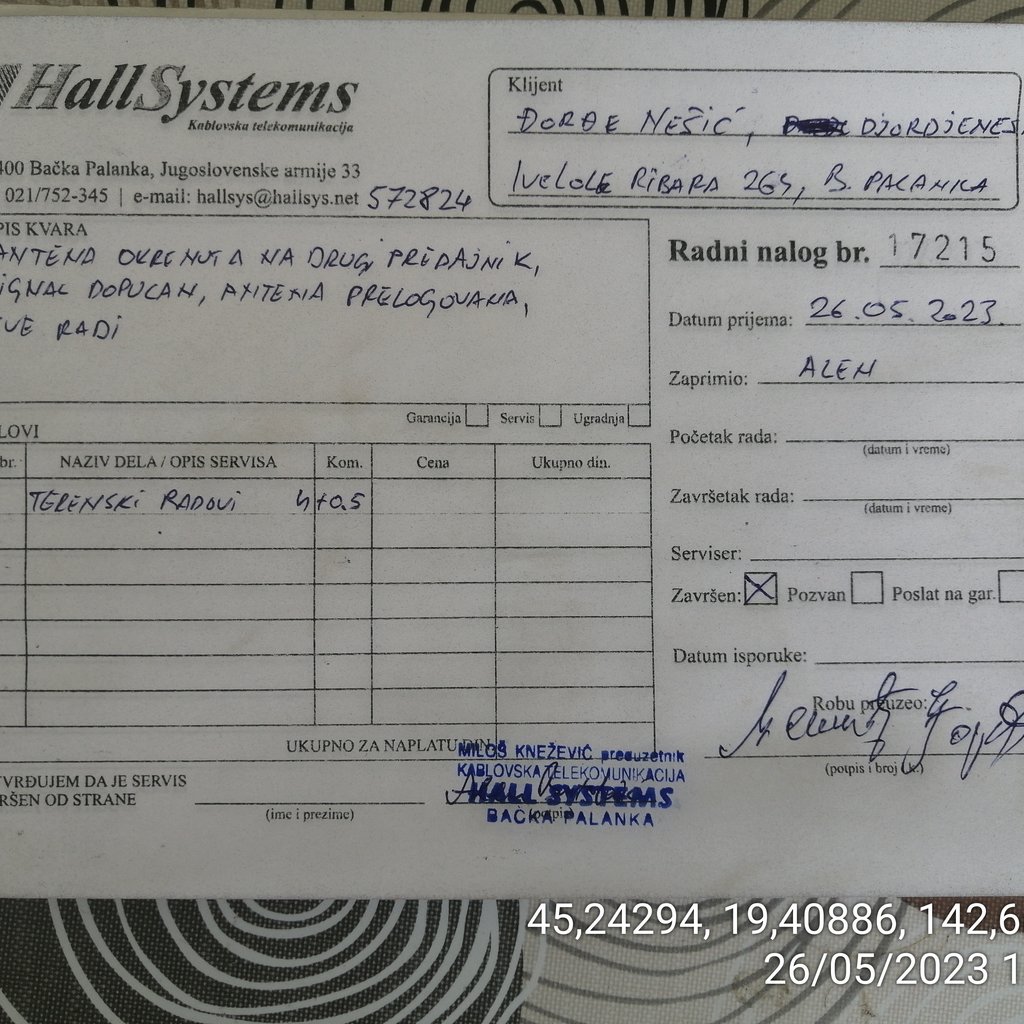 HallSystems
Kablovska telekomunikacija
400 Bačka Palanka, Jugoslovenske armije 33
021/752-345 | e-mail: hallsys@hallsys.net 572824
Klijent
ĐORĐE NEŠIĆ, DJORDJENES
IVE LOLE RIBARA 264, B. PALANKA
PIS KVARA
ANTENA OKRENUTA NA DRUGI PREDAJNIK,
IGNAL DOPUCAN, ANTENA PRELOGOVANA,
VE RADI
Garancija Servis Ugradnja
Radni nalog br. 17215
Datum prijema: 26.05.2023.
Zaprimio: ALEN
Početak rada:
(datum i vreme)
Završetak rada:
(datum i vreme)
Serviser:
Završen: X Pozvan Poslat na gar.
Datum isporuke:
Robu preuzeo:
(potpis i broj l.k.)
LOVI
br. NAZIV DELA / OPIS SERVISA Kom. Cena Ukupno din.
TERENSKI RADOVI 4+0.5
UKUPNO ZA NAPLATU DIN.
TVRĐUJEM DA JE SERVIS
RŠEN OD STRANE
(ime i prezime)
(potpis)
MILOŠ KNEŽEVIĆ preduzetnik
KABLOVSKA TELEKOMUNIKACIJA
HALL SYSTEMS
BAČKA PALANKA
45,24294, 19,40886, 142,6
26/05/2023 1